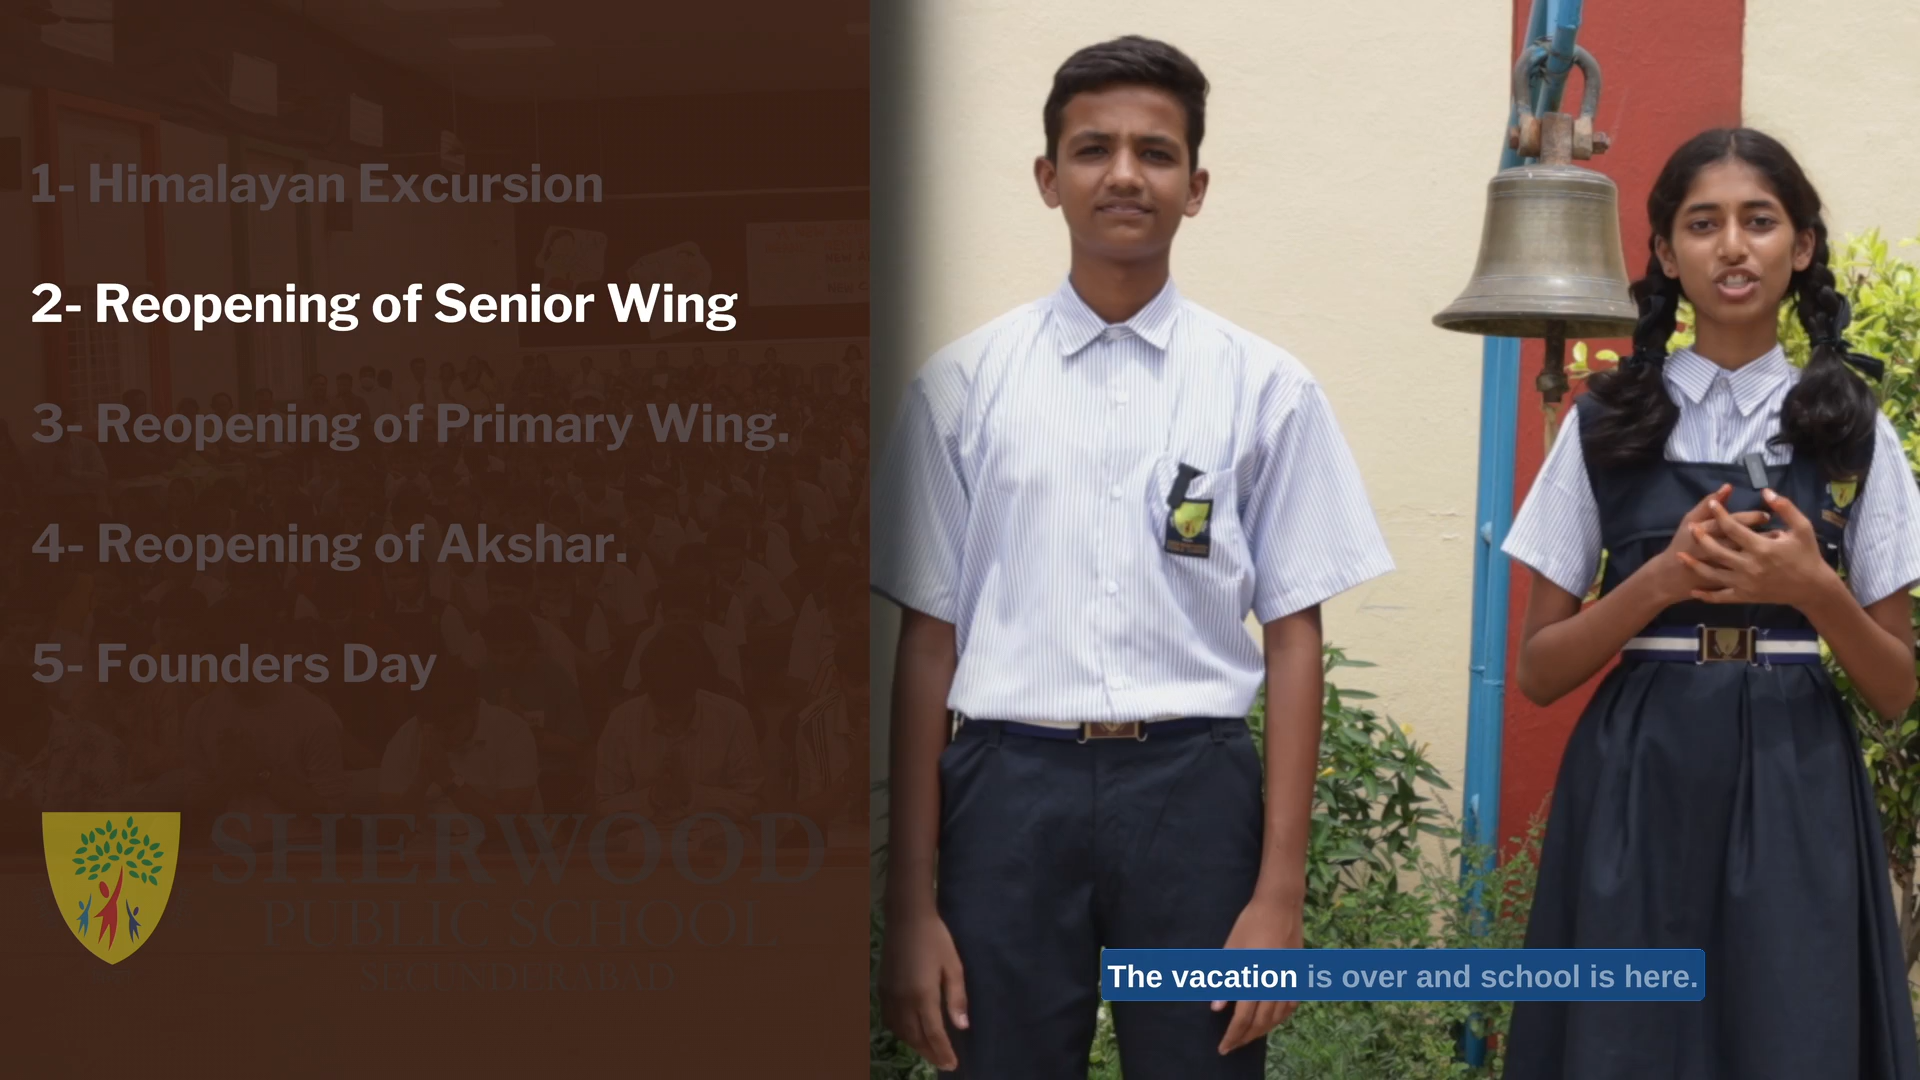 1- Himalayan Excursion
2- Reopening of Senior Wing
3- Reopening of Primary Wing.
4- Reopening of Akshar.
5- Founders Day
SHERWOOD
PUBLIC SCHOOL
SECUNDERABAD
The vacation is over and school is here.